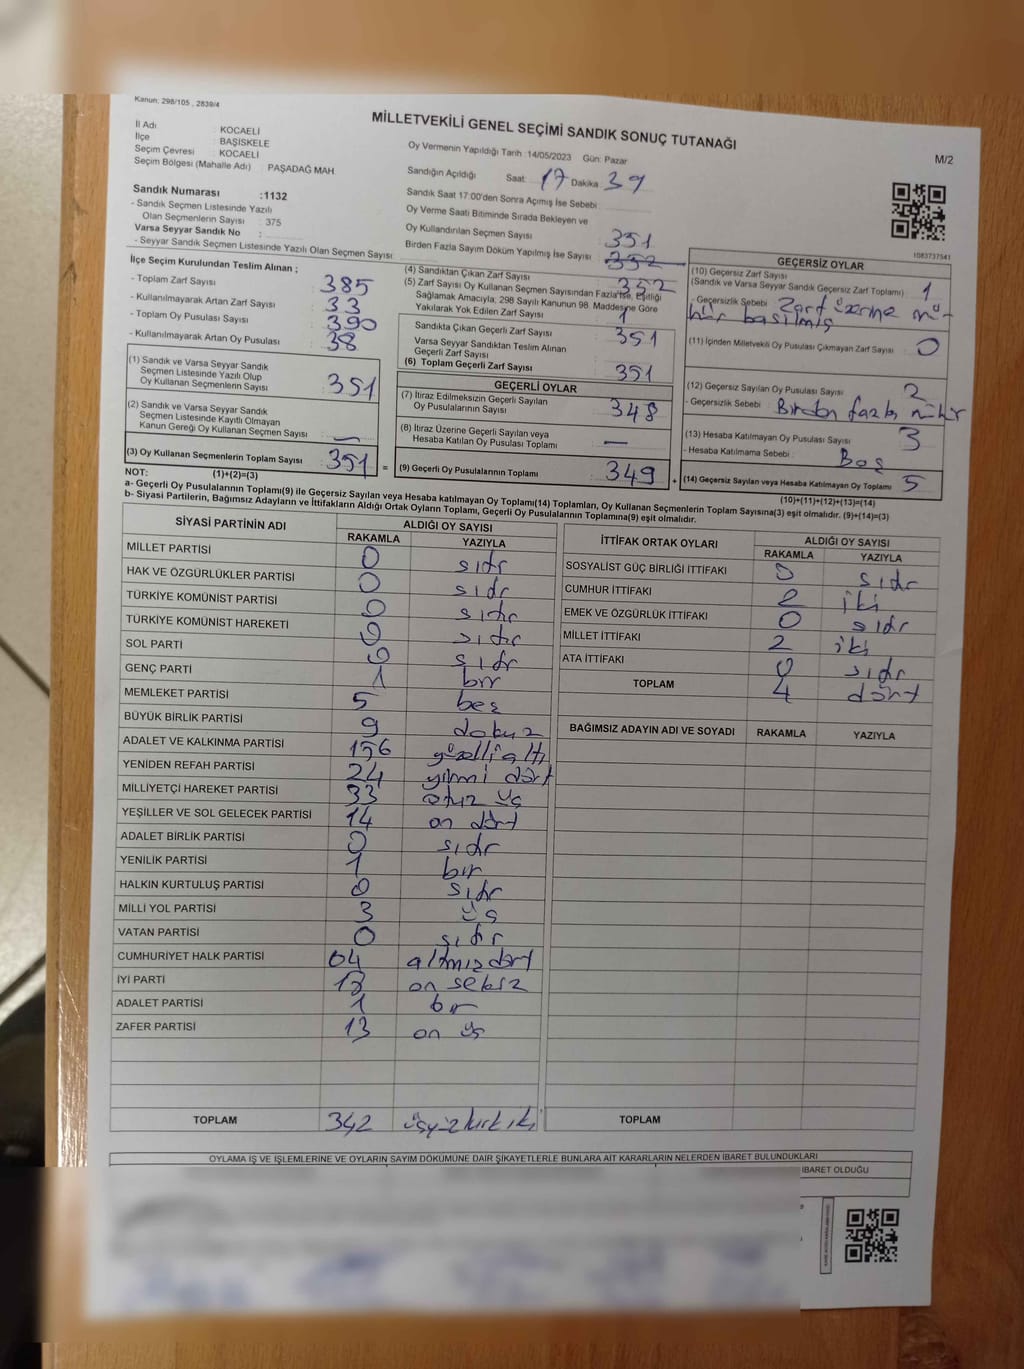 Kanun: 298/105 , 2839/4
MİLLETVEKİLİ GENEL SEÇİMİ SANDIK SONUÇ TUTANAĞI
M/2
İl Adı : KOCAELİ
İlçe : BAŞİSKELE
Seçim Çevresi : KOCAELİ
Seçim Bölgesi (Mahalle Adı) : PAŞADAĞ MAH.
Sandık Numarası :1132
- Sandık Seçmen Listesinde Yazılı
Olan Seçmenlerin Sayısı : 375
Varsa Seyyar Sandık No :
- Seyyar Sandık Seçmen Listesinde Yazılı Olan Seçmen Sayısı :
Oy Vermenin Yapıldığı Tarih :14/05/2023 Gün: Pazar
Sandığın Açıldığı Saat: 17 Dakika: 39
Sandık Saat 17:00'den Sonra Açılmış İse Sebebi :
Oy Verme Saati Bitiminde Sırada Bekleyen ve
Oy Kullandırılan Seçmen Sayısı : 351
Birden Fazla Sayım Döküm Yapılmış İse Sayısı : 352
1083737541
İlçe Seçim Kurulundan Teslim Alınan ;
- Toplam Zarf Sayısı : 385
- Kullanılmayarak Artan Zarf Sayısı : 33
- Toplam Oy Pusulası Sayısı : 390
- Kullanılmayarak Artan Oy Pusulası : 38
(1) Sandık ve Varsa Seyyar Sandık
Seçmen Listesinde Yazılı Olup
Oy Kullanan Seçmenlerin Sayısı : 351
(2) Sandık ve Varsa Seyyar Sandık
Seçmen Listesinde Kayıtlı Olmayan
Kanun Gereği Oy Kullanan Seçmen Sayısı : —
(3) Oy Kullanan Seçmenlerin Toplam Sayısı : 351
(4) Sandıktan Çıkan Zarf Sayısı : 352
(5) Zarf Sayısı Oy Kullanan Seçmen Sayısından Fazla İse, Eşitliği
Sağlamak Amacıyla, 298 Sayılı Kanunun 98. Maddesine Göre
Yakılarak Yok Edilen Zarf Sayısı : 1
Sandıkta Çıkan Geçerli Zarf Sayısı : 351
Varsa Seyyar Sandıktan Teslim Alınan
Geçerli Zarf Sayısı :
(6) Toplam Geçerli Zarf Sayısı : 351
GEÇERLİ OYLAR
(7) İtiraz Edilmeksizin Geçerli Sayılan
Oy Pusulalarının Sayısı : 348
(8) İtiraz Üzerine Geçerli Sayılan veya
Hesaba Katılan Oy Pusulası Toplamı : —
(9) Geçerli Oy Pusulalarının Toplamı : 349
GEÇERSİZ OYLAR
(10) Geçersiz Zarf Sayısı
(Sandık ve Varsa Seyyar Sandık Geçersiz Zarf Toplamı) : 1
- Geçersizlik Sebebi : Zarf üzerine mü-
hür basılmış
(11) İçinden Milletvekili Oy Pusulası Çıkmayan Zarf Sayısı : 0
(12) Geçersiz Sayılan Oy Pusulası Sayısı : 2
- Geçersizlik Sebebi : Birden fazla mühür
(13) Hesaba Katılmayan Oy Pusulası Sayısı : 3
- Hesaba Katılmama Sebebi : Boş
(14) Geçersiz Sayılan veya Hesaba Katılmayan Oy Toplamı : 5
NOT: (1)+(2)=(3)
(10)+(11)+(12)+(13)=(14)
a- Geçerli Oy Pusulalarının Toplamı(9) ile Geçersiz Sayılan veya Hesaba katılmayan Oy Toplamı(14) Toplamları, Oy Kullanan Seçmenlerin Toplam Sayısına(3) eşit olmalıdır. (9)+(14)=(3)
b- Siyasi Partilerin, Bağımsız Adayların ve İttifakların Aldığı Ortak Oyların Toplamı, Geçerli Oy Pusulalarının Toplamına(9) eşit olmalıdır.
SİYASİ PARTİNİN ADI ALDIĞI OY SAYISI
RAKAMLA YAZIYLA
MİLLET PARTİSİ 0 sıfır
HAK VE ÖZGÜRLÜKLER PARTİSİ 0 sıfır
TÜRKİYE KOMÜNİST PARTİSİ 0 sıfır
TÜRKİYE KOMÜNİST HAREKETİ 0 sıfır
SOL PARTİ 0 sıfır
GENÇ PARTİ 1 bir
MEMLEKET PARTİSİ 5 beş
BÜYÜK BİRLİK PARTİSİ 9 dokuz
ADALET VE KALKINMA PARTİSİ 156 yüzelli altı
YENİDEN REFAH PARTİSİ 24 yirmi dört
MİLLİYETÇİ HAREKET PARTİSİ 33 otuz üç
YEŞİLLER VE SOL GELECEK PARTİSİ 14 on dört
ADALET BİRLİK PARTİSİ 0 sıfır
YENİLİK PARTİSİ 1 bir
HALKIN KURTULUŞ PARTİSİ 0 sıfır
MİLLİ YOL PARTİSİ 3 üç
VATAN PARTİSİ 0 sıfır
CUMHURİYET HALK PARTİSİ 64 altmış dört
İYİ PARTİ 18 on sekiz
ADALET PARTİSİ 1 bir
ZAFER PARTİSİ 13 on üç
TOPLAM 342 üçyüz kırk iki
İTTİFAK ORTAK OYLARI ALDIĞI OY SAYISI
RAKAMLA YAZIYLA
SOSYALİST GÜÇ BİRLİĞİ İTTİFAKI 0 sıfır
CUMHUR İTTİFAKI 2 iki
EMEK VE ÖZGÜRLÜK İTTİFAKI 0 sıfır
MİLLET İTTİFAKI 2 iki
ATA İTTİFAKI 0 sıfır
TOPLAM 4 dört
BAĞIMSIZ ADAYIN ADI VE SOYADI RAKAMLA YAZIYLA
TOPLAM
OYLAMA İŞ VE İŞLEMLERİNE VE OYLARIN SAYIM DÖKÜMÜNE DAİR ŞİKAYETLERLE BUNLARA AİT KARARLARIN NELERDEN İBARET BULUNDUKLARI
İBARET OLDUĞU